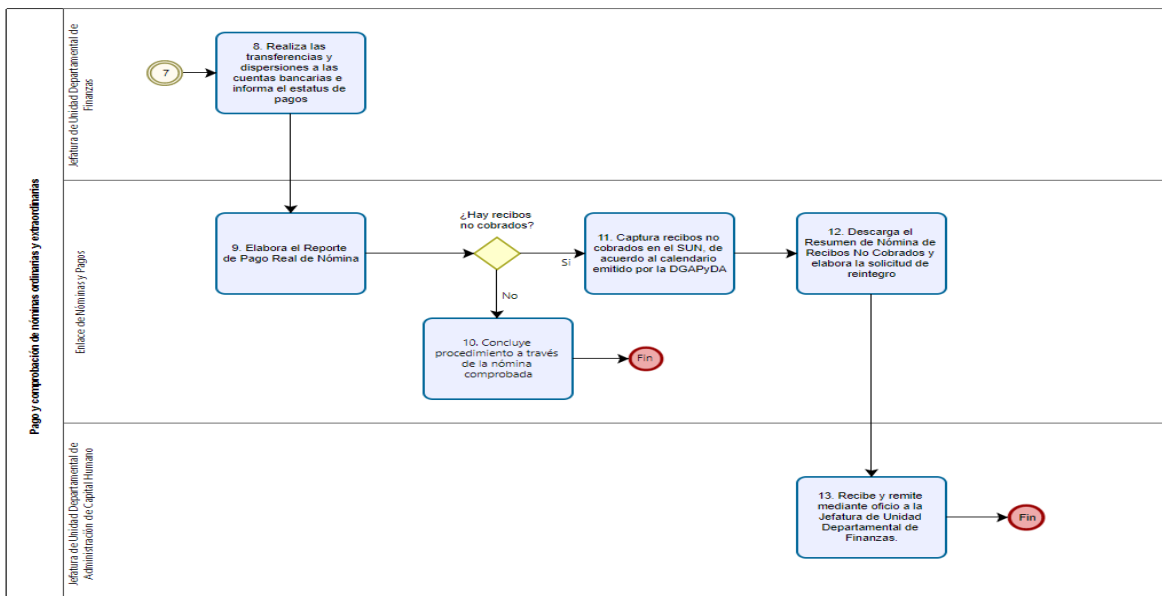 Pago y comprobación de nóminas ordinarias y extraordinarias
Jefatura de Unidad Departamental de
Finanzas
7
8. Realiza las
transferencias y
dispersiones a las
cuentas bancarias e
informa el estatus de
pagos
Enlace de Nóminas y Pagos
9. Elabora el Reporte
de Pago Real de Nómina
¿Hay recibos
no cobrados?
Si
No
11. Captura recibos no
cobrados en el SUN, de
acuerdo al calendario
emitido por la DGAPyDA
12. Descarga el
Resumen de Nómina de
Recibos No Cobrados y
elabora la solicitud de
reintegro
10. Concluye
procedimiento a través
de la nómina
comprobada
Fin
Jefatura de Unidad Departamental de
Administración de Capital Humano
13. Recibe y remite
mediante oficio a la
Jefatura de Unidad
Departamental de
Finanzas.
Fin